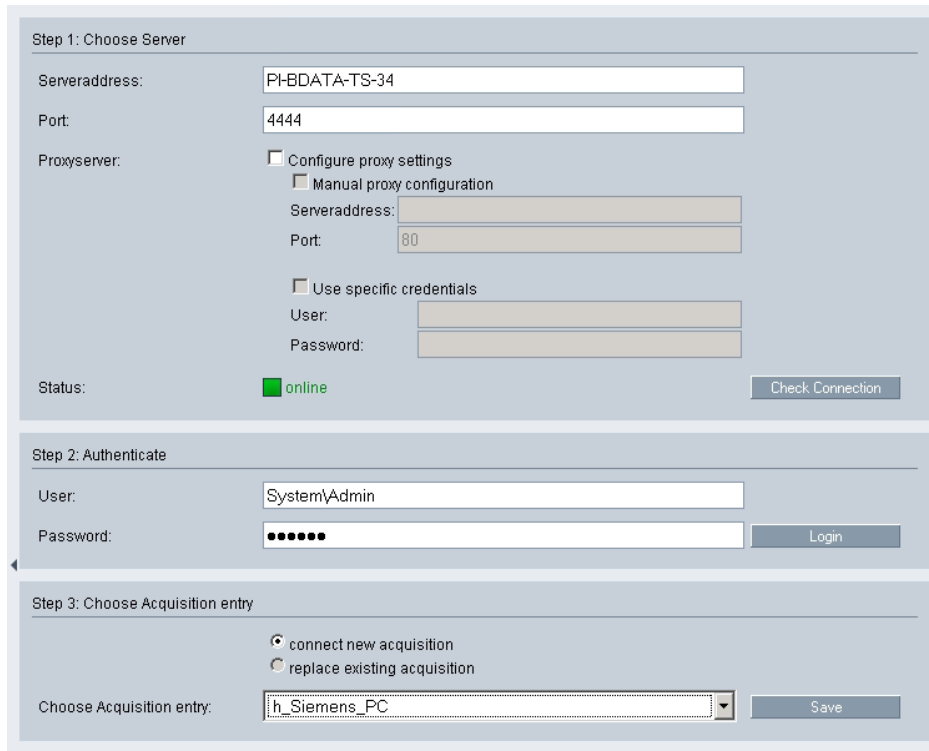 Step 1: Choose Server
Serveraddress: PI-BDATA-TS-34
Port: 4444
Proxyserver: Configure proxy settings
Manual proxy configuration
Serveraddress:
Port: 80
Use specific credentials
User:
Password:
Status: online Check Connection
Step 2: Authenticate
User: System\Admin
Password: ●●●●●● Login
Step 3: Choose Acquisition entry
connect new acquisition
replace existing acquisition
Choose Acquisition entry: h_Siemens_PC Save